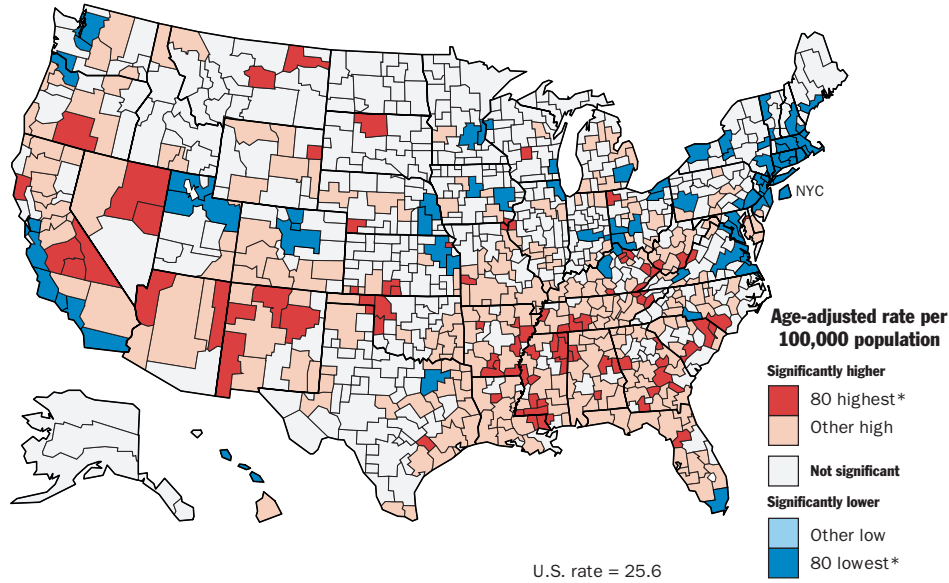 NYC
Age-adjusted rate per
100,000 population
Significantly higher
80 highest*
Other high
Not significant
Significantly lower
Other low
80 lowest*
U.S. rate = 25.6